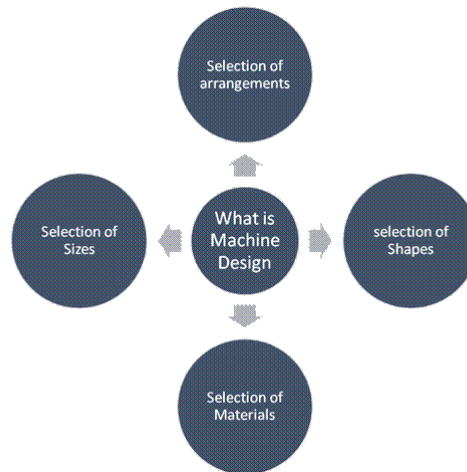 Selection of
arrangements
Selection of
Sizes
What is
Machine
Design
selection of
Shapes
Selection of
Materials